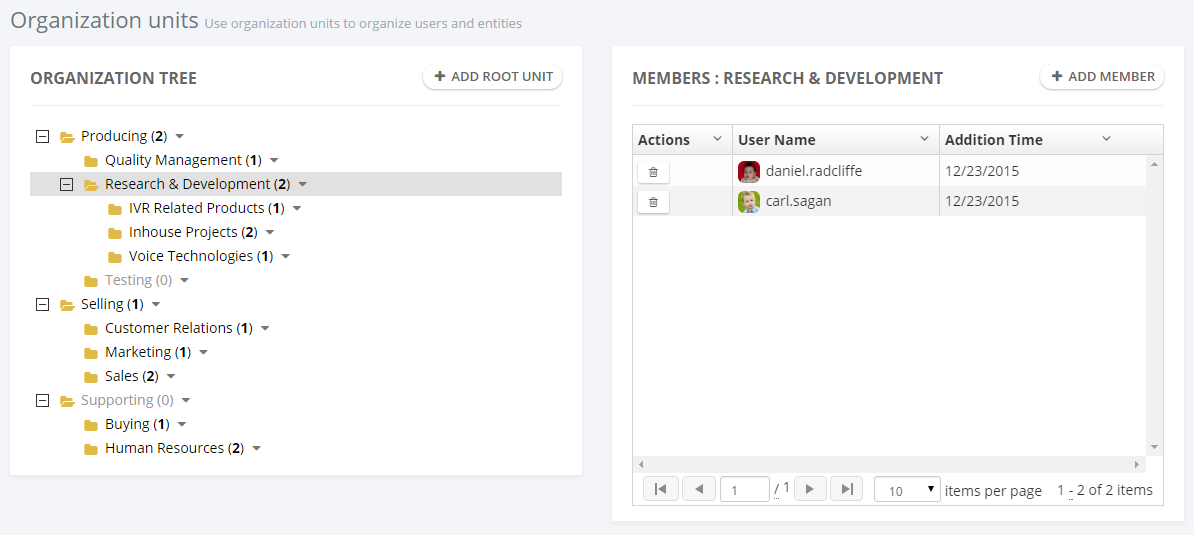 Organization units Use organization units to organize users and entities
ORGANIZATION TREE
ADD ROOT UNIT
Producing (2)
Quality Management (1)
Research & Development (2)
IVR Related Products (1)
Inhouse Projects (2)
Voice Technologies (1)
Testing (0)
Selling (1)
Customer Relations (1)
Marketing (1)
Sales (2)
Supporting (0)
Buying (1)
Human Resources (2)
MEMBERS : RESEARCH & DEVELOPMENT
ADD MEMBER
Actions User Name Addition Time
daniel.radcliffe 12/23/2015
carl.sagan 12/23/2015
1 / 1 10 items per page 1 - 2 of 2 items